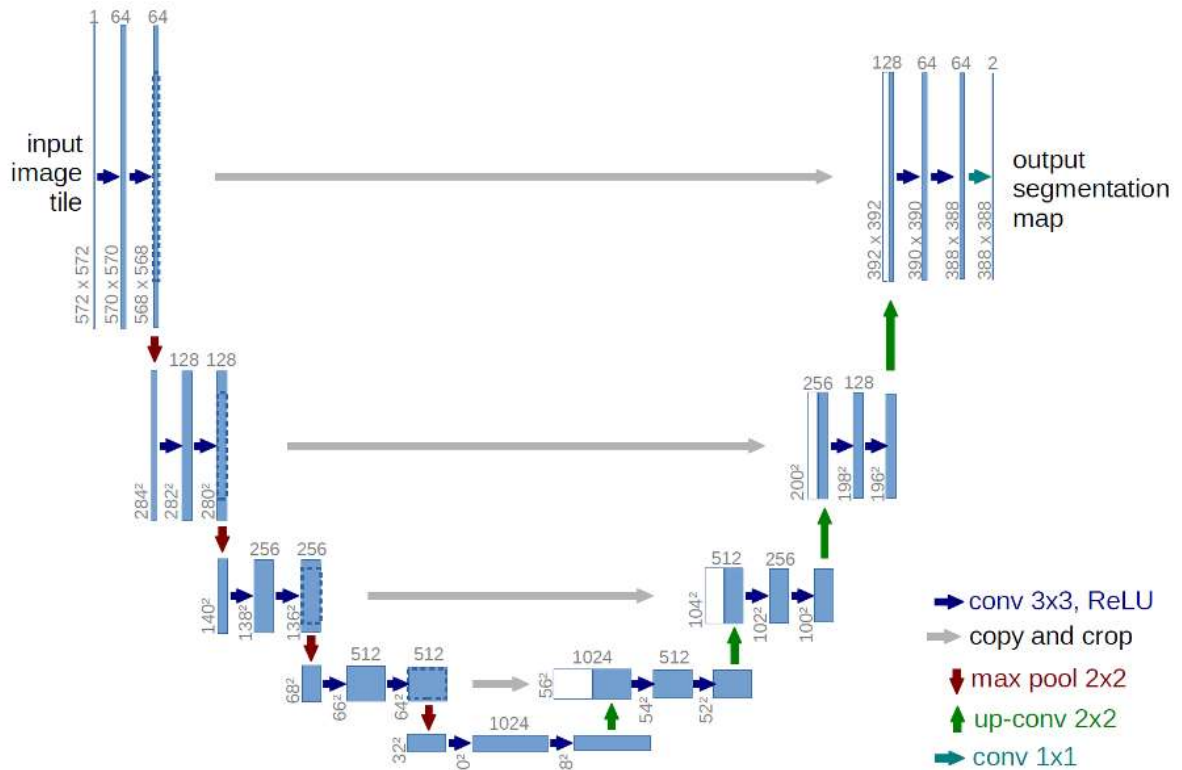 1 64 64
128 64 64 2
input
image
tile
output
segmentation
map
572 x 572
570 x 570
568 x 568
392 x 392
390 x 390
388 x 388
388 x 388
128 128
256 128
284²
282²
280²
200²
198²
196²
256 256
512 256
140²
138²
136²
104²
102²
100²
512 512
1024 512
68²
66²
64²
56²
54²
52²
1024
32²
0²
8²
conv 3x3, ReLU
copy and crop
max pool 2x2
up-conv 2x2
conv 1x1